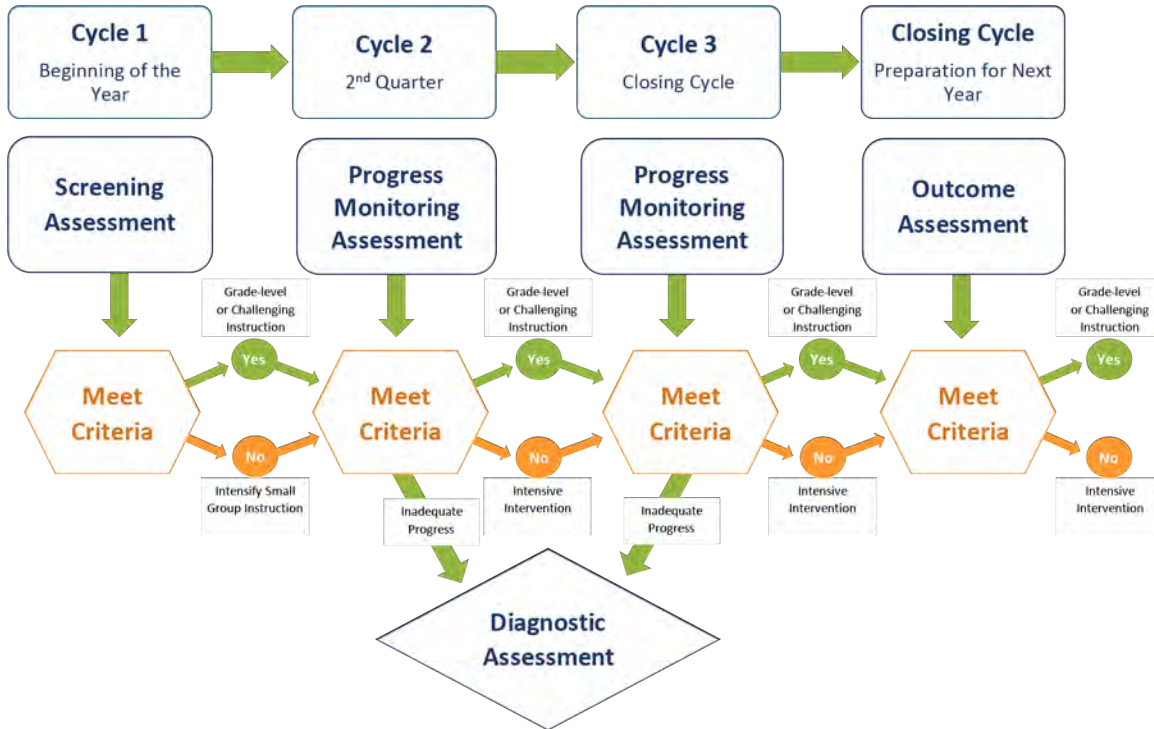 Cycle 1
Beginning of the
Year
Cycle 2
2nd Quarter
Cycle 3
Closing Cycle
Closing Cycle
Preparation for Next
Year
Screening
Assessment
Progress
Monitoring
Assessment
Progress
Monitoring
Assessment
Outcome
Assessment
Grade-level
or Challenging
Instruction
Grade-level
or Challenging
Instruction
Grade-level
or Challenging
Instruction
Grade-level
or Challenging
Instruction
Yes
Yes
Yes
Yes
Meet
Criteria
Meet
Criteria
Meet
Criteria
Meet
Criteria
No
No
No
No
Intensify Small
Group Instruction
Intensive
Intervention
Intensive
Intervention
Intensive
Intervention
Inadequate
Progress
Inadequate
Progress
Diagnostic
Assessment